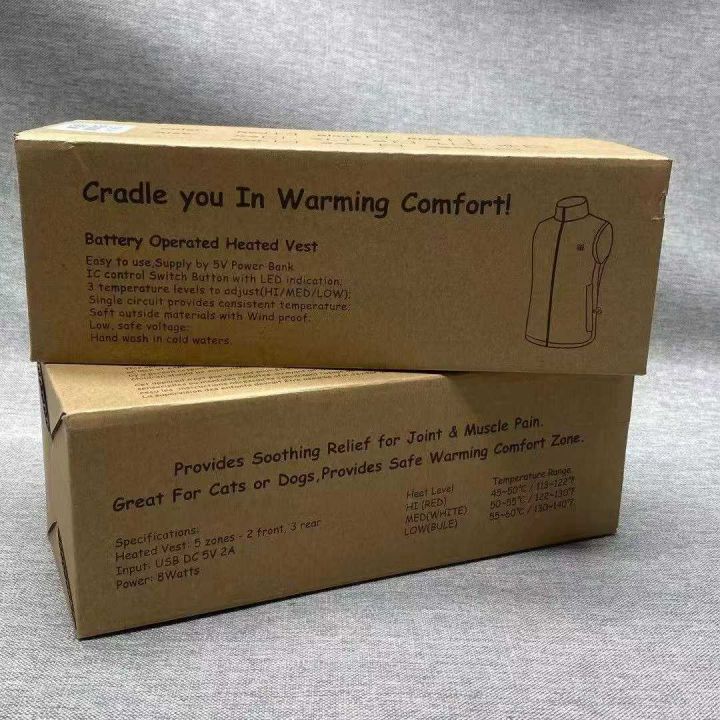 Cradle you In Warming Comfort!
Battery Operated Heated Vest
Easy to use,Supply by 5V Power Bank
IC control Switch Button with LED indication;
3 temperature levels to adjust(HI/MED/LOW);
Single circuit provides consistent temperature;
Soft outside materials with Wind proof;
Low, safe voltage;
Hand wash in cold waters.
Provides Soothing Relief for Joint & Muscle Pain.
Great For Cats or Dogs,Provides Safe Warming Comfort Zone.
Specifications:
Heated Vest: 5 zones - 2 front, 3 rear
Input: USB DC 5V 2A
Power: 8Watts
Heat Level Temperature Range
HI (RED) 45~50℃ / 113~122℉
MED(WHITE) 50~55℃ / 122~130℉
LOW(BULE) 55~60℃ / 130~140℉